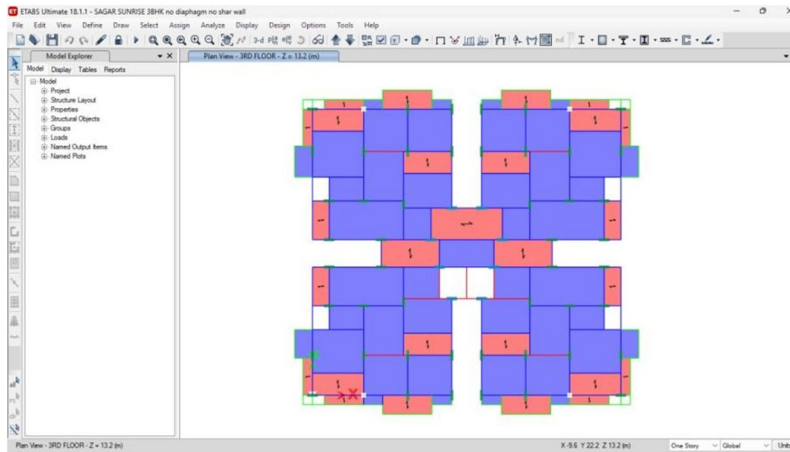 ETABS Ultimate 18.1.1 - SAGAR SUNRISE 3BHK no diaphagm no shar wall
File Edit View Define Draw Select Assign Analyze Display Design Options Tools Help
3-d
Model Explorer
Plan View - 3RD FLOOR - Z = 13.2 (m)
Model Display Tables Reports
Model
Project
Structure Layout
Properties
Structural Objects
Groups
Loads
Named Output Items
Named Plots
Plan View - 3RD FLOOR - Z = 13.2 (m)
X -9.6 Y 22.2 Z 13.2 (m)
One Story
Global
Units